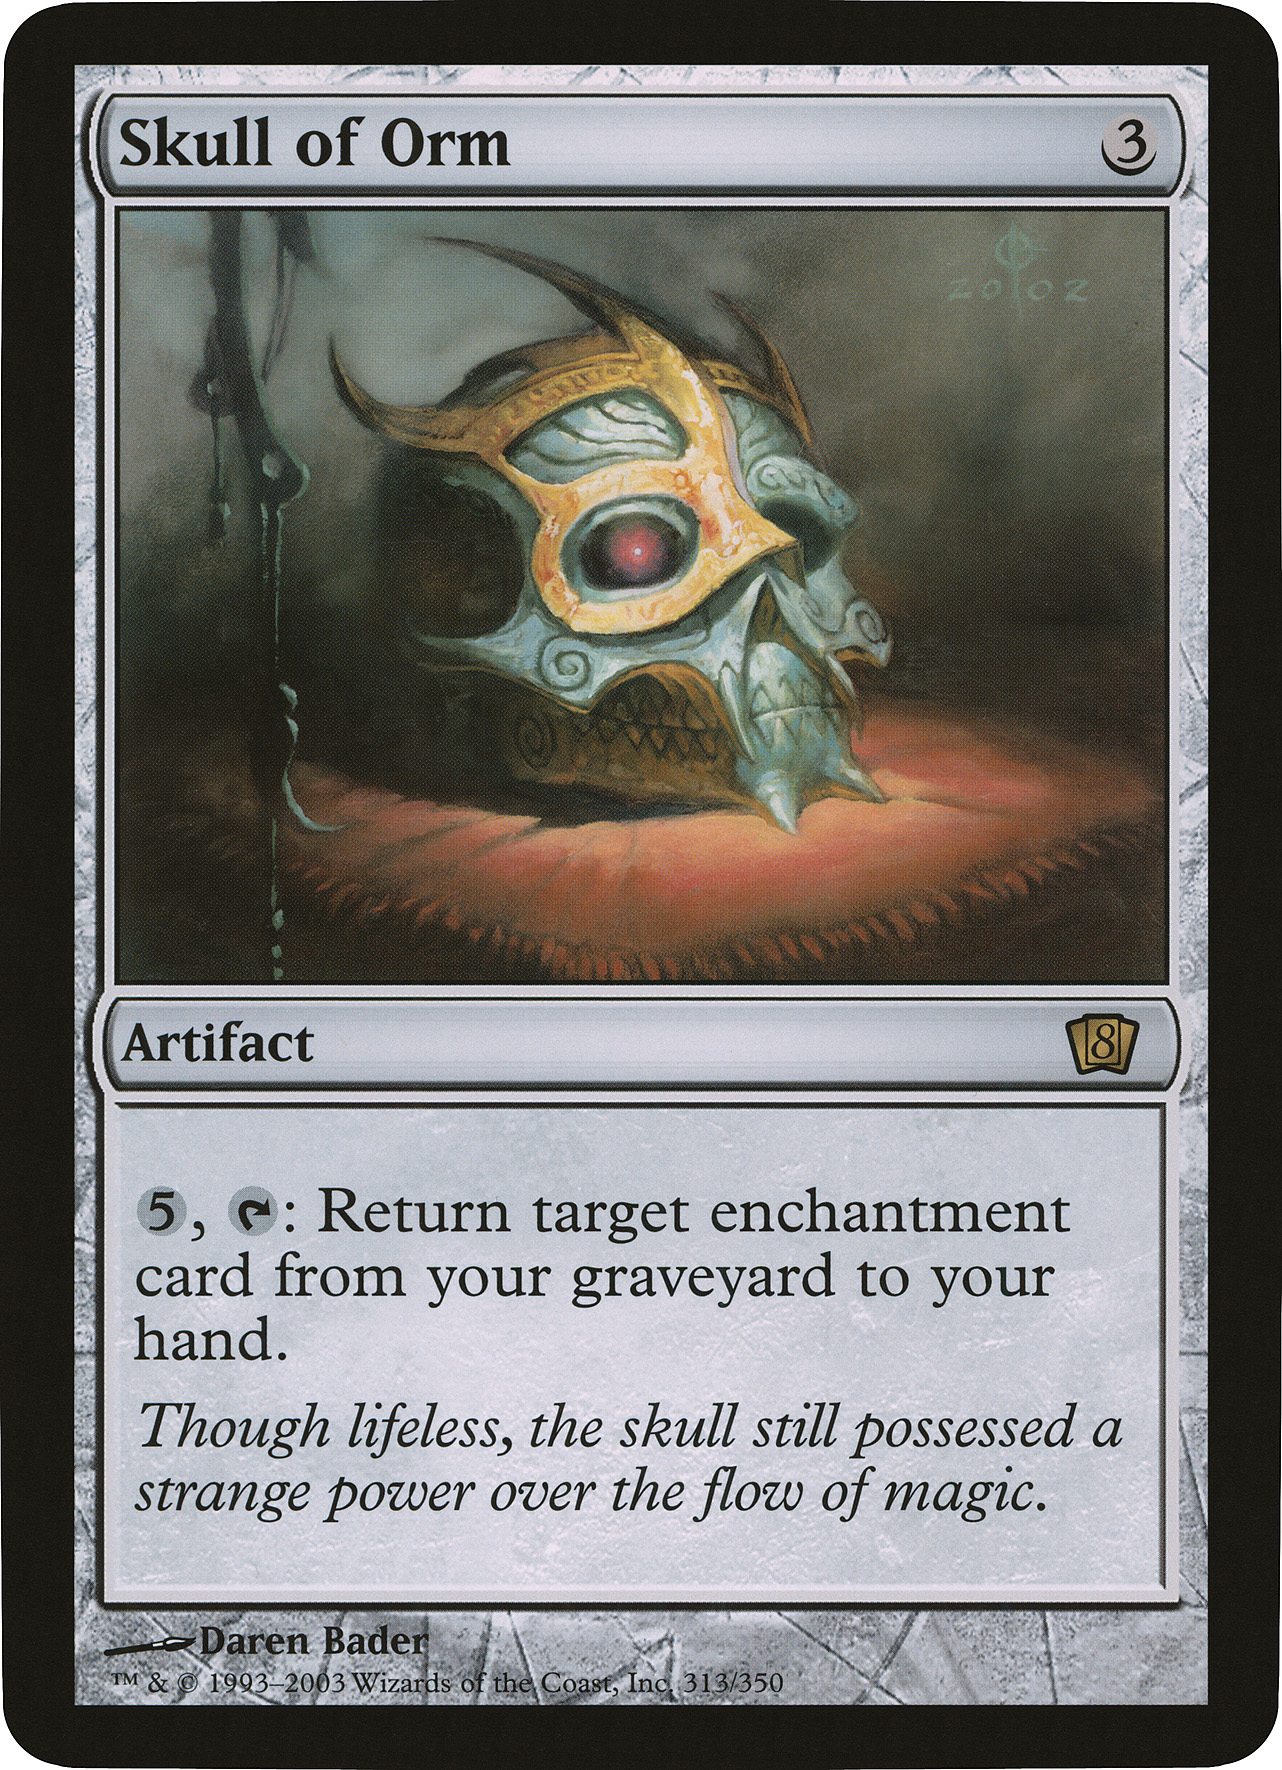 Skull of Orm 3
2002
Artifact 8
5, : Return target enchantment
card from your graveyard to your
hand.
Though lifeless, the skull still possessed a
strange power over the flow of magic.
Daren Bader
™ & © 1993–2003 Wizards of the Coast, Inc. 313/350